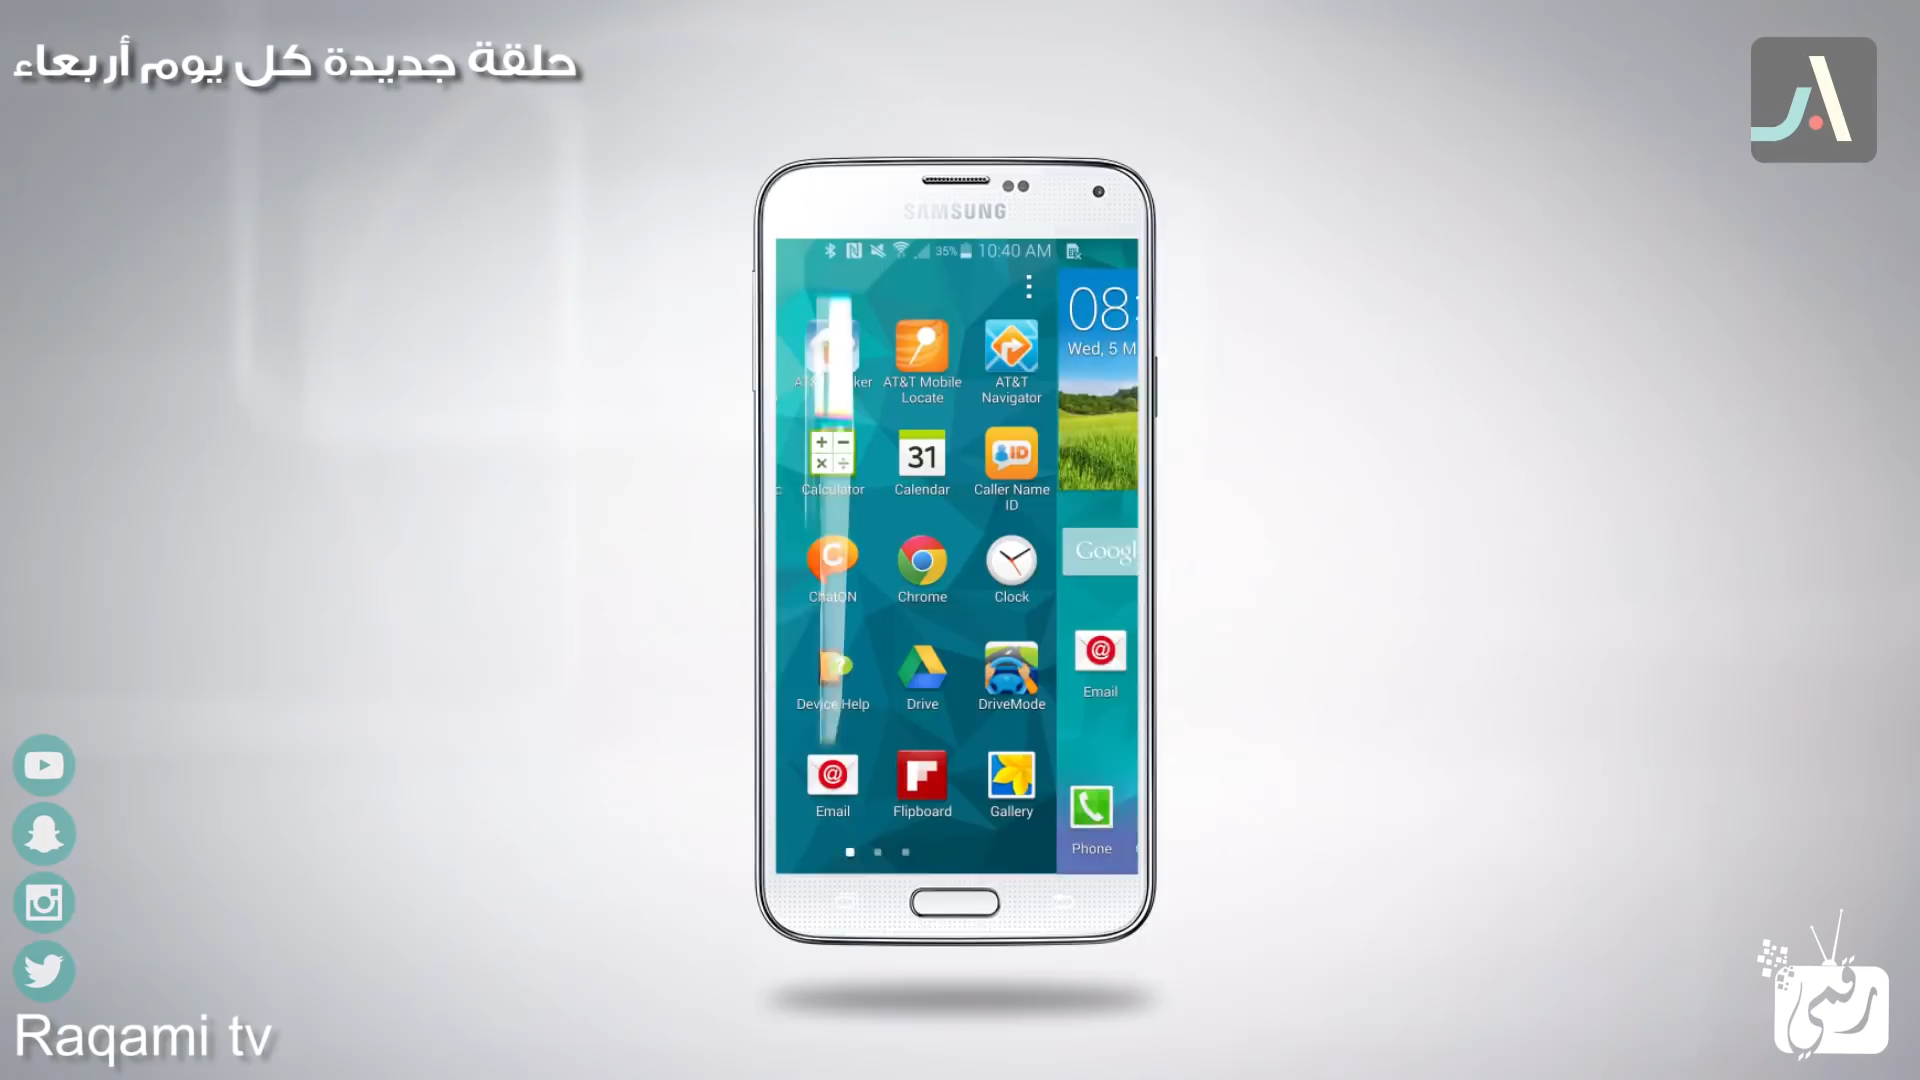 حلقة جديدة كل يوم أربعاء
SAMSUNG
35% 10:40 AM
AT&T Mobile
Locate
AT&T
Navigator
Calculator
Calendar
Caller Name
ID
ChatON
Chrome
Clock
Device Help
Drive
DriveMode
Email
Flipboard
Gallery
08:
Wed, 5 M
Googl
Email
Phone
31
ID
Raqami tv
رقمي